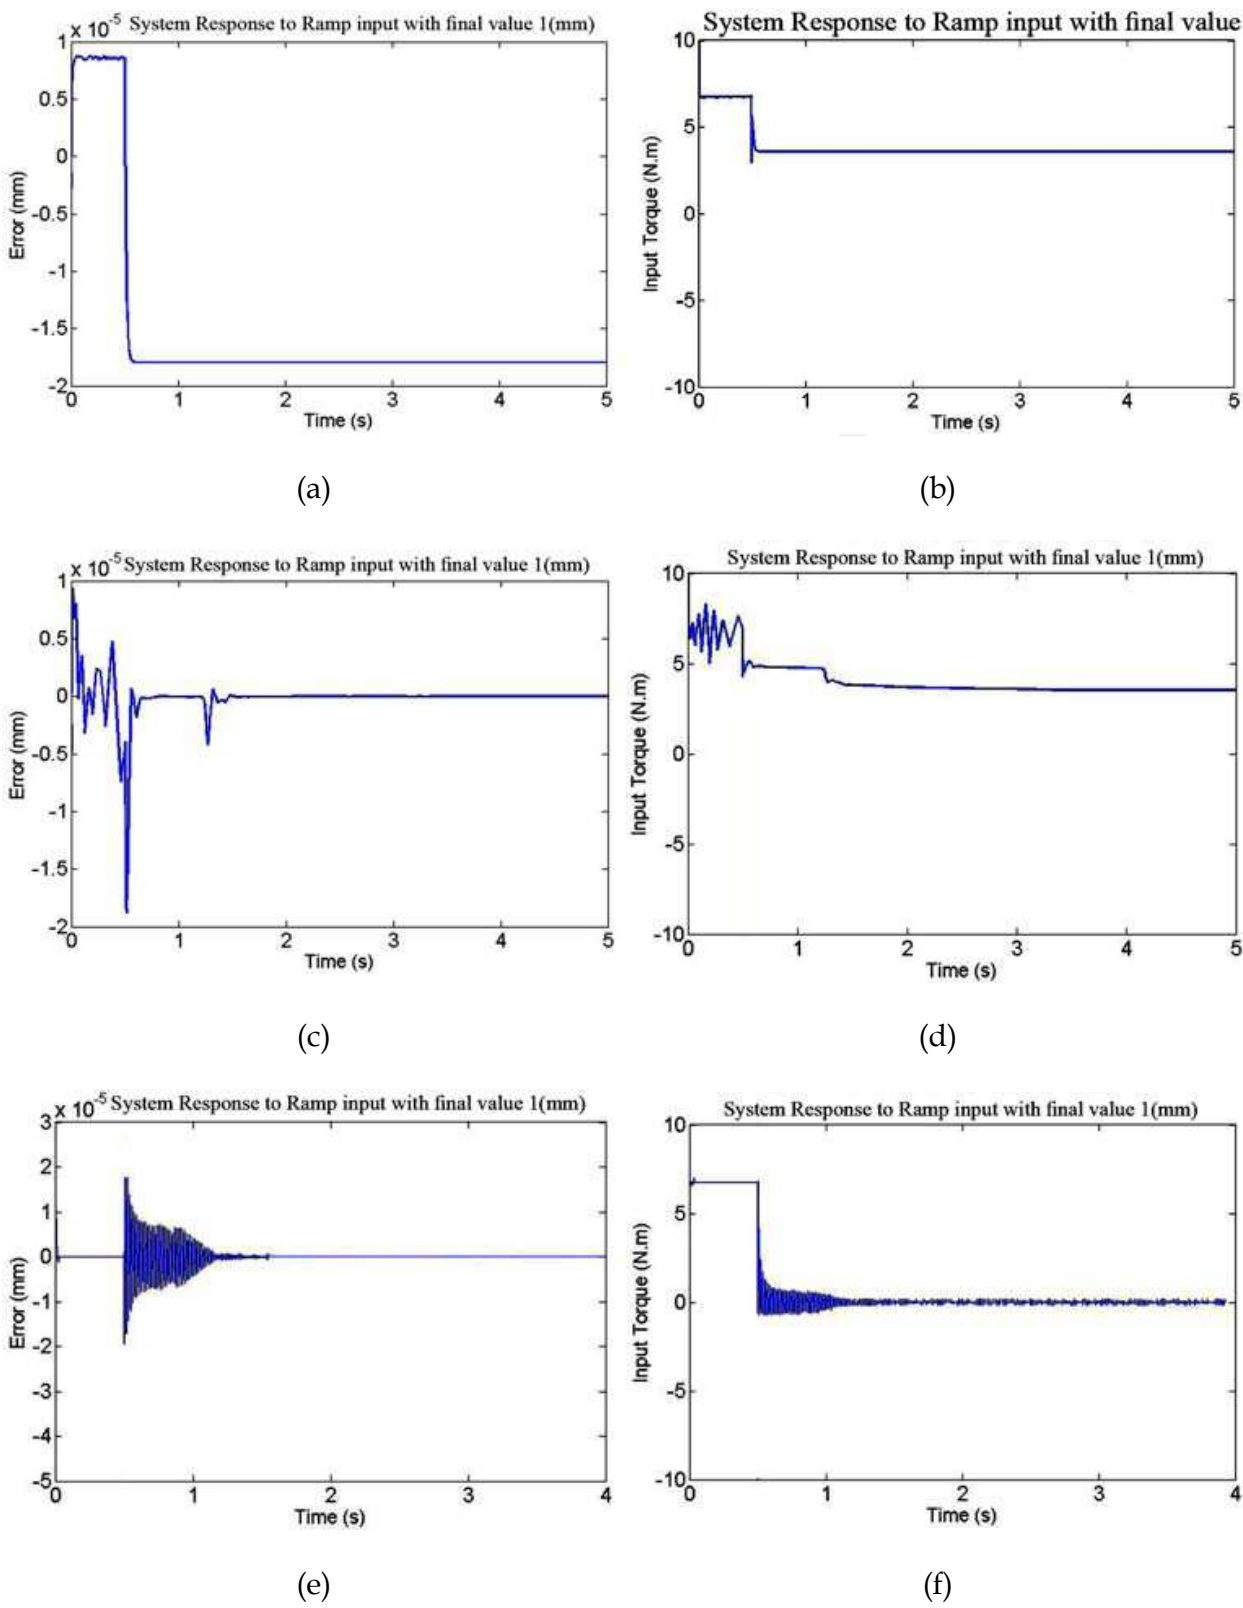 x 10^-5 System Response to Ramp input with final value 1(mm)
1
0.5
0
-0.5
-1
-1.5
-2
Error (mm)
0 1 2 3 4 5
Time (s)
(a)
System Response to Ramp input with final value
10
5
0
-5
-10
Input Torque (N.m)
0 1 2 3 4 5
Time (s)
(b)
x 10^-5 System Response to Ramp input with final value 1(mm)
1
0.5
0
-0.5
-1
-1.5
-2
Error (mm)
0 1 2 3 4 5
Time (s)
(c)
System Response to Ramp input with final value 1(mm)
10
5
0
-5
-10
Input Torque (N.m)
0 1 2 3 4 5
Time (s)
(d)
x 10^-5 System Response to Ramp input with final value 1(mm)
3
2
1
0
-1
-2
-3
-4
-5
Error (mm)
0 1 2 3 4
Time (s)
(e)
System Response to Ramp input with final value 1(mm)
10
5
0
-5
-10
Input Torque (N.m)
0 1 2 3 4
Time (s)
(f)